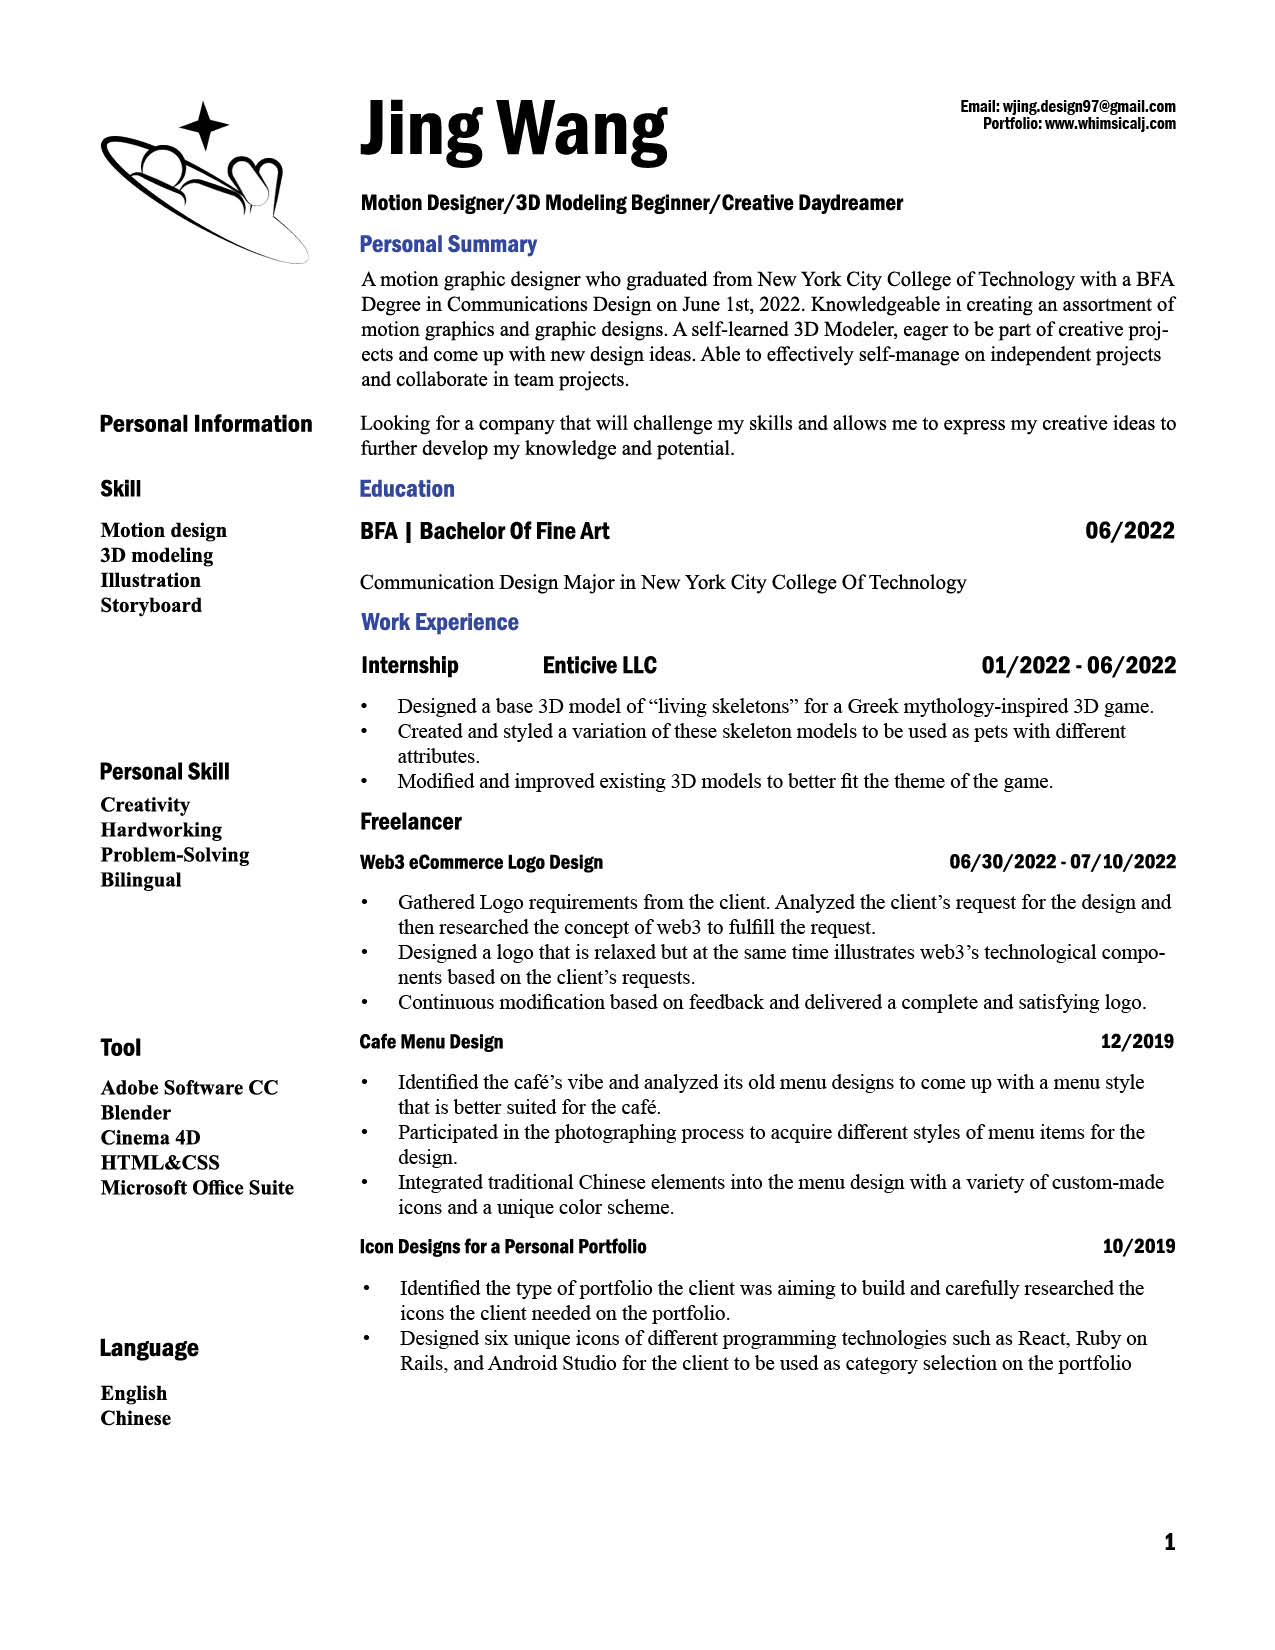 Jing Wang
Email: wjing.design97@gmail.com
Portfolio: www.whimsicalj.com
Motion Designer/3D Modeling Beginner/Creative Daydreamer
Personal Summary
A motion graphic designer who graduated from New York City College of Technology with a BFA
Degree in Communications Design on June 1st, 2022. Knowledgeable in creating an assortment of
motion graphics and graphic designs. A self-learned 3D Modeler, eager to be part of creative proj-
ects and come up with new design ideas. Able to effectively self-manage on independent projects
and collaborate in team projects.
Looking for a company that will challenge my skills and allows me to express my creative ideas to
further develop my knowledge and potential.
Personal Information
Skill
Motion design
3D modeling
Illustration
Storyboard
Personal Skill
Creativity
Hardworking
Problem-Solving
Bilingual
Tool
Adobe Software CC
Blender
Cinema 4D
HTML&CSS
Microsoft Office Suite
Language
English
Chinese
Education
BFA | Bachelor Of Fine Art 06/2022
Communication Design Major in New York City College Of Technology
Work Experience
Internship Enticive LLC 01/2022 - 06/2022
• Designed a base 3D model of “living skeletons” for a Greek mythology-inspired 3D game.
• Created and styled a variation of these skeleton models to be used as pets with different
attributes.
• Modified and improved existing 3D models to better fit the theme of the game.
Freelancer
Web3 eCommerce Logo Design 06/30/2022 - 07/10/2022
• Gathered Logo requirements from the client. Analyzed the client’s request for the design and
then researched the concept of web3 to fulfill the request.
• Designed a logo that is relaxed but at the same time illustrates web3’s technological compo-
nents based on the client’s requests.
• Continuous modification based on feedback and delivered a complete and satisfying logo.
Cafe Menu Design 12/2019
• Identified the café’s vibe and analyzed its old menu designs to come up with a menu style
that is better suited for the café.
• Participated in the photographing process to acquire different styles of menu items for the
design.
• Integrated traditional Chinese elements into the menu design with a variety of custom-made
icons and a unique color scheme.
Icon Designs for a Personal Portfolio 10/2019
• Identified the type of portfolio the client was aiming to build and carefully researched the
icons the client needed on the portfolio.
• Designed six unique icons of different programming technologies such as React, Ruby on
Rails, and Android Studio for the client to be used as category selection on the portfolio
1